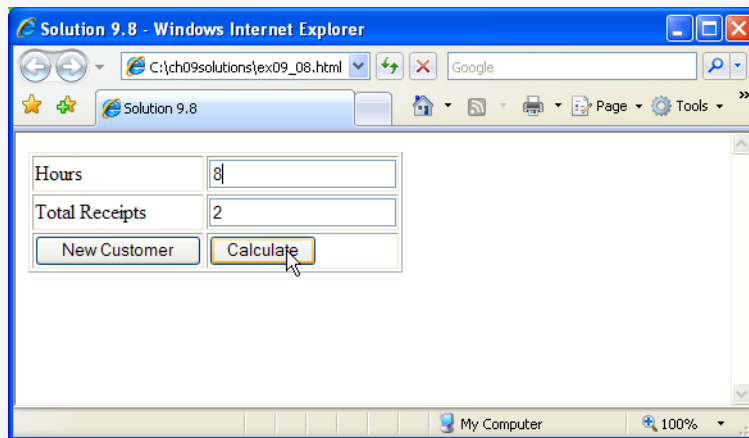 Solution 9.8 - Windows Internet Explorer
C:\ch09solutions\ex09_08.html
Google
Solution 9.8
Page
Tools
»
Hours
8
Total Receipts
2
New Customer
Calculate
My Computer
100%